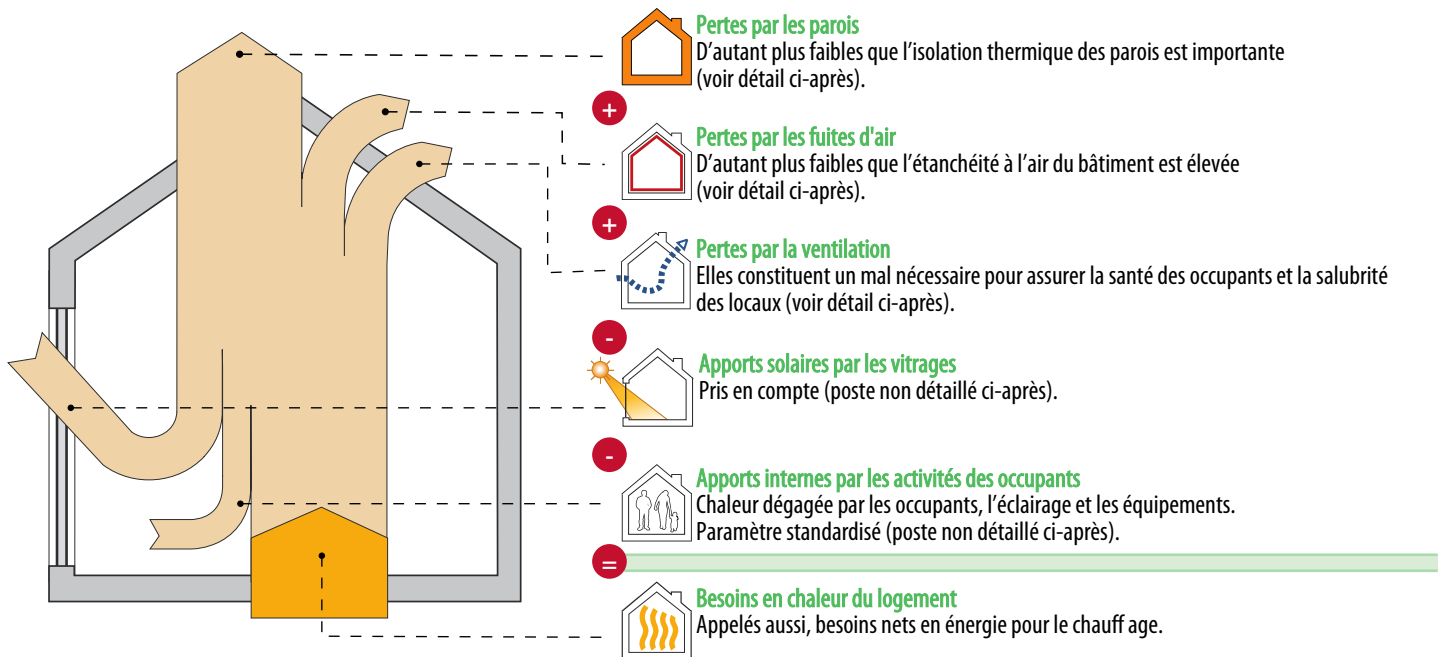 Pertes par les parois
D'autant plus faibles que l'isolation thermique des parois est importante
(voir détail ci-après).
+
Pertes par les fuites d'air
D'autant plus faibles que l'étanchéité à l'air du bâtiment est élevée
(voir détail ci-après).
+
Pertes par la ventilation
Elles constituent un mal nécessaire pour assurer la santé des occupants et la salubrité
des locaux (voir détail ci-après).
-
Apports solaires par les vitrages
Pris en compte (poste non détaillé ci-après).
-
Apports internes par les activités des occupants
Chaleur dégagée par les occupants, l'éclairage et les équipements.
Paramètre standardisé (poste non détaillé ci-après).
=
Besoins en chaleur du logement
Appelés aussi, besoins nets en énergie pour le chauff age.